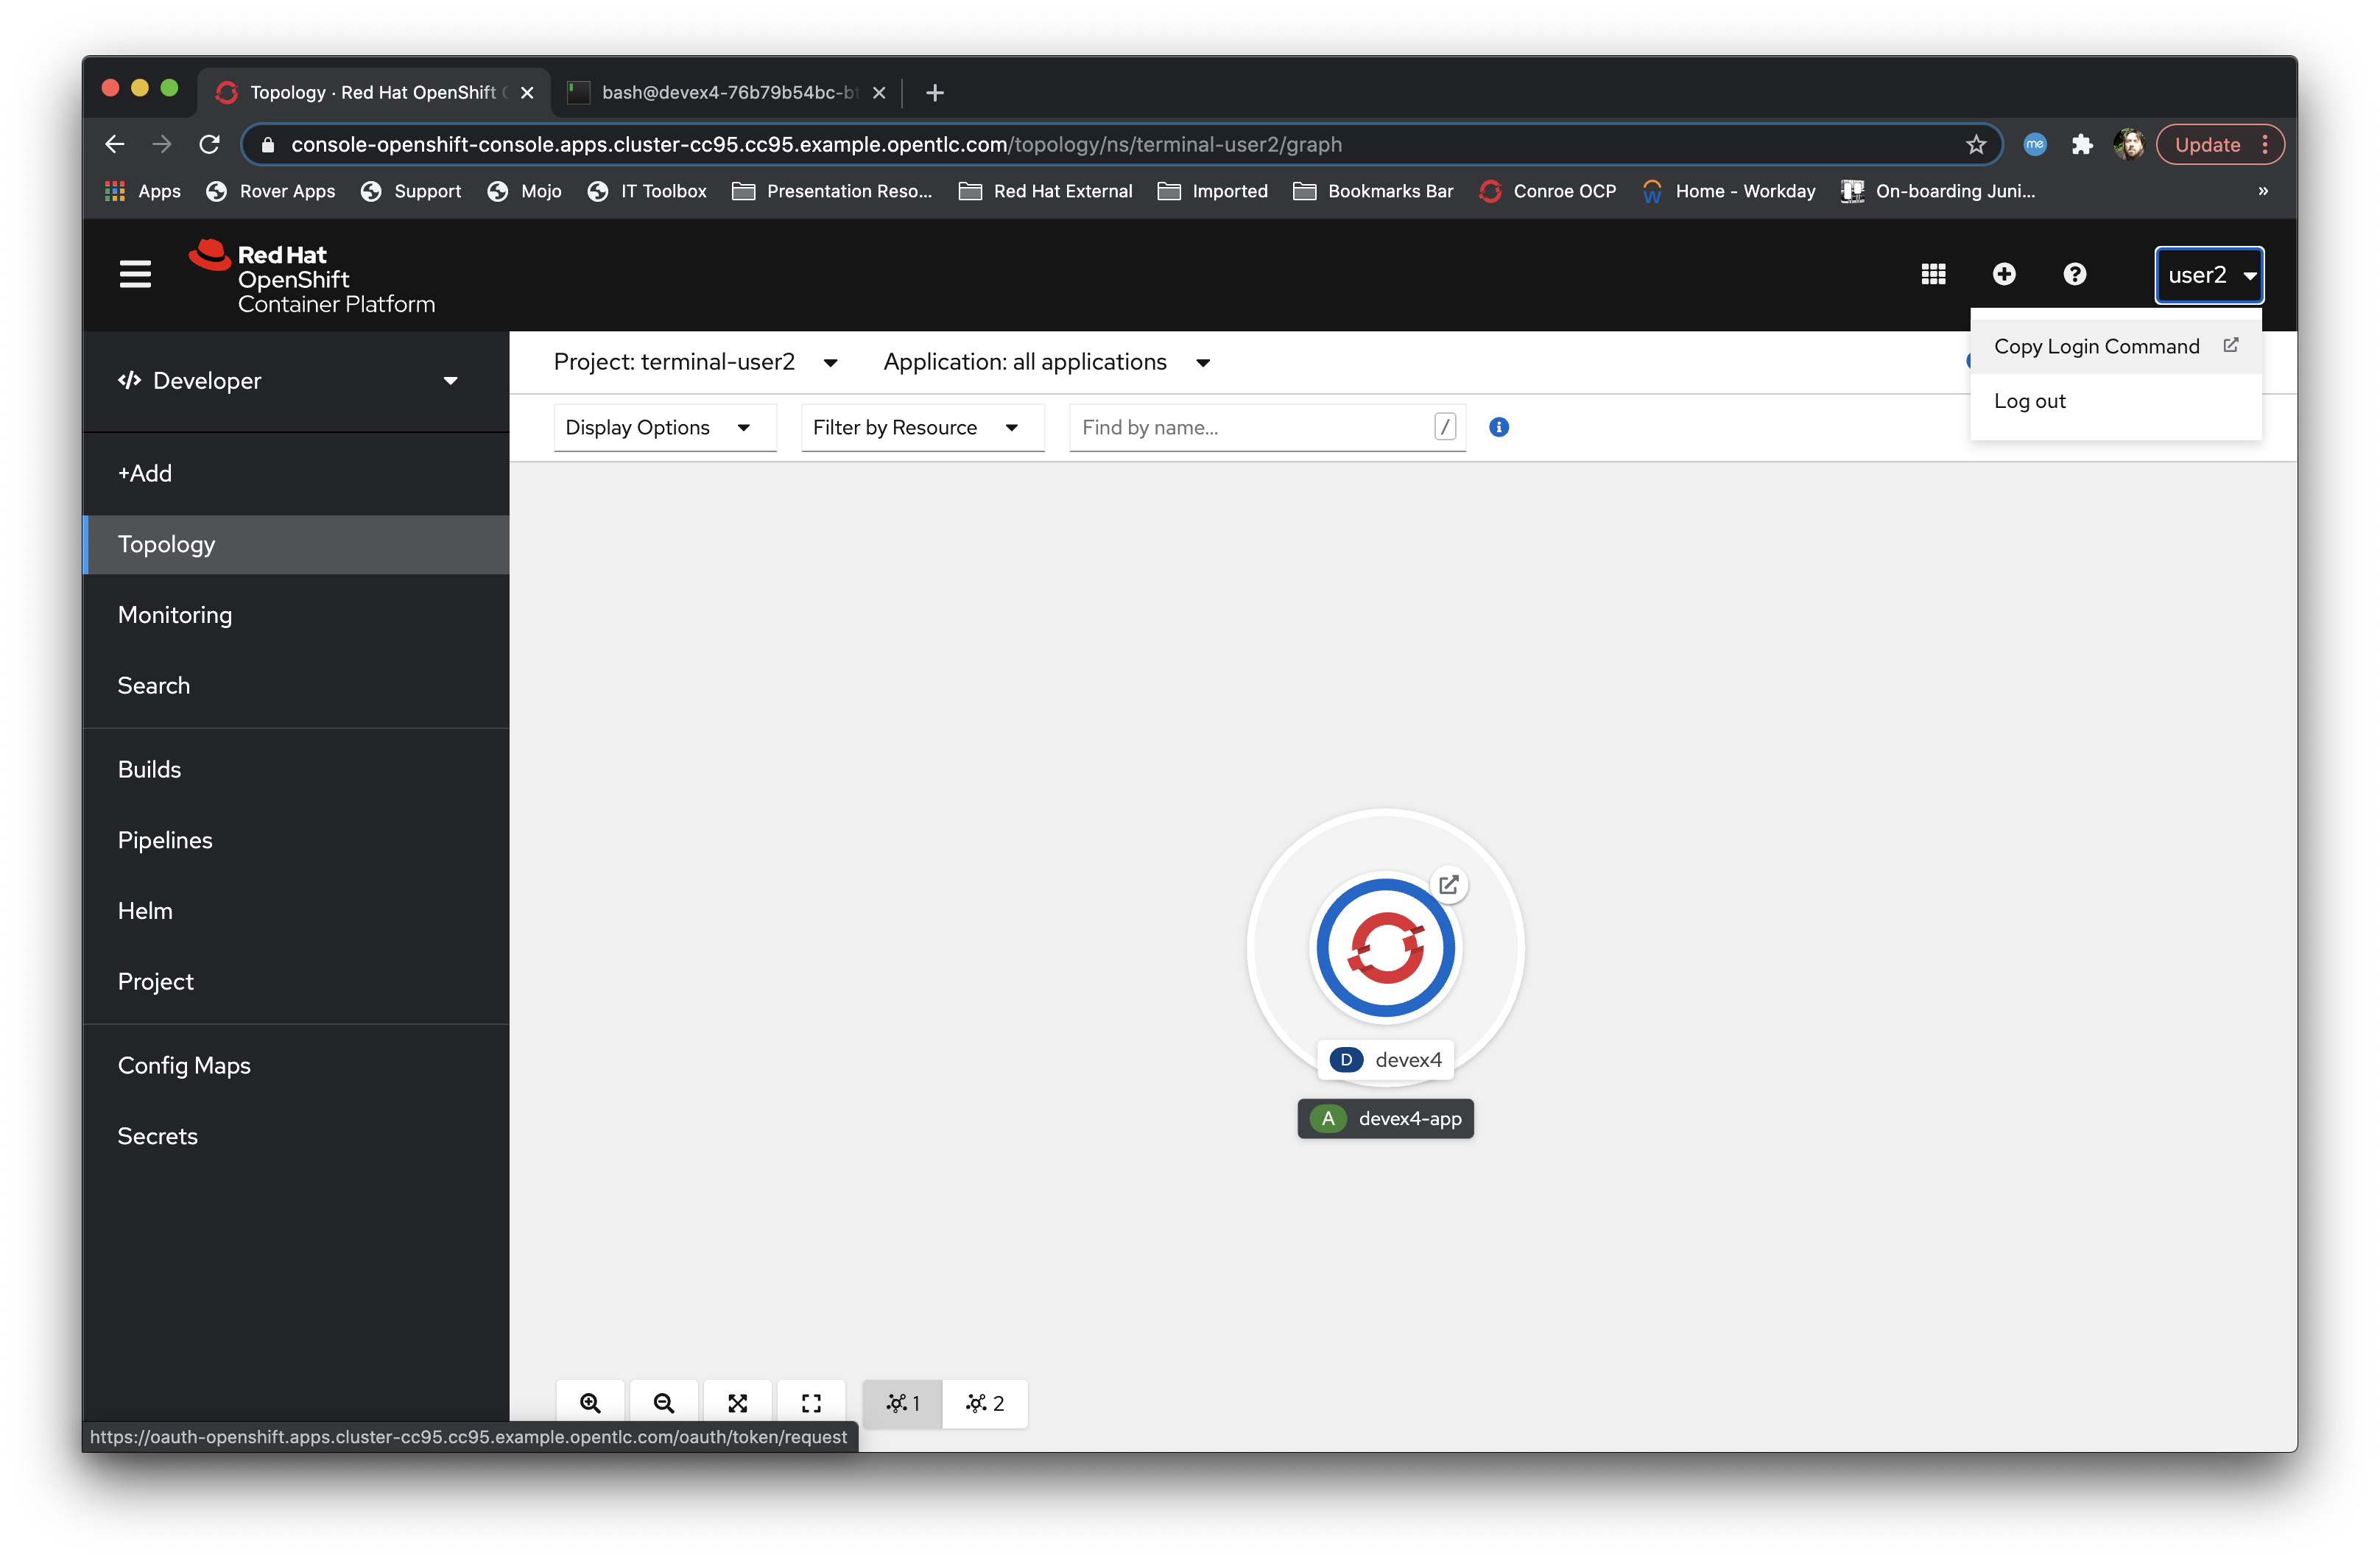 Topology · Red Hat OpenShift
bash@devex4-76b79b54bc-bt
console-openshift-console.apps.cluster-cc95.cc95.example.opentlc.com/topology/ns/terminal-user2/graph
me
Update
Apps
Rover Apps
Support
Mojo
IT Toolbox
Presentation Reso...
Red Hat External
Imported
Bookmarks Bar
Conroe OCP
Home - Workday
On-boarding Juni...
»
Red Hat
OpenShift
Container Platform
user2
Copy Login Command
Log out
</> Developer
Project: terminal-user2
Application: all applications
Display Options
Filter by Resource
Find by name...
/
+Add
Topology
Monitoring
Search
Builds
Pipelines
Helm
Project
Config Maps
Secrets
D devex4
A devex4-app
1
2
https://oauth-openshift.apps.cluster-cc95.cc95.example.opentlc.com/oauth/token/request